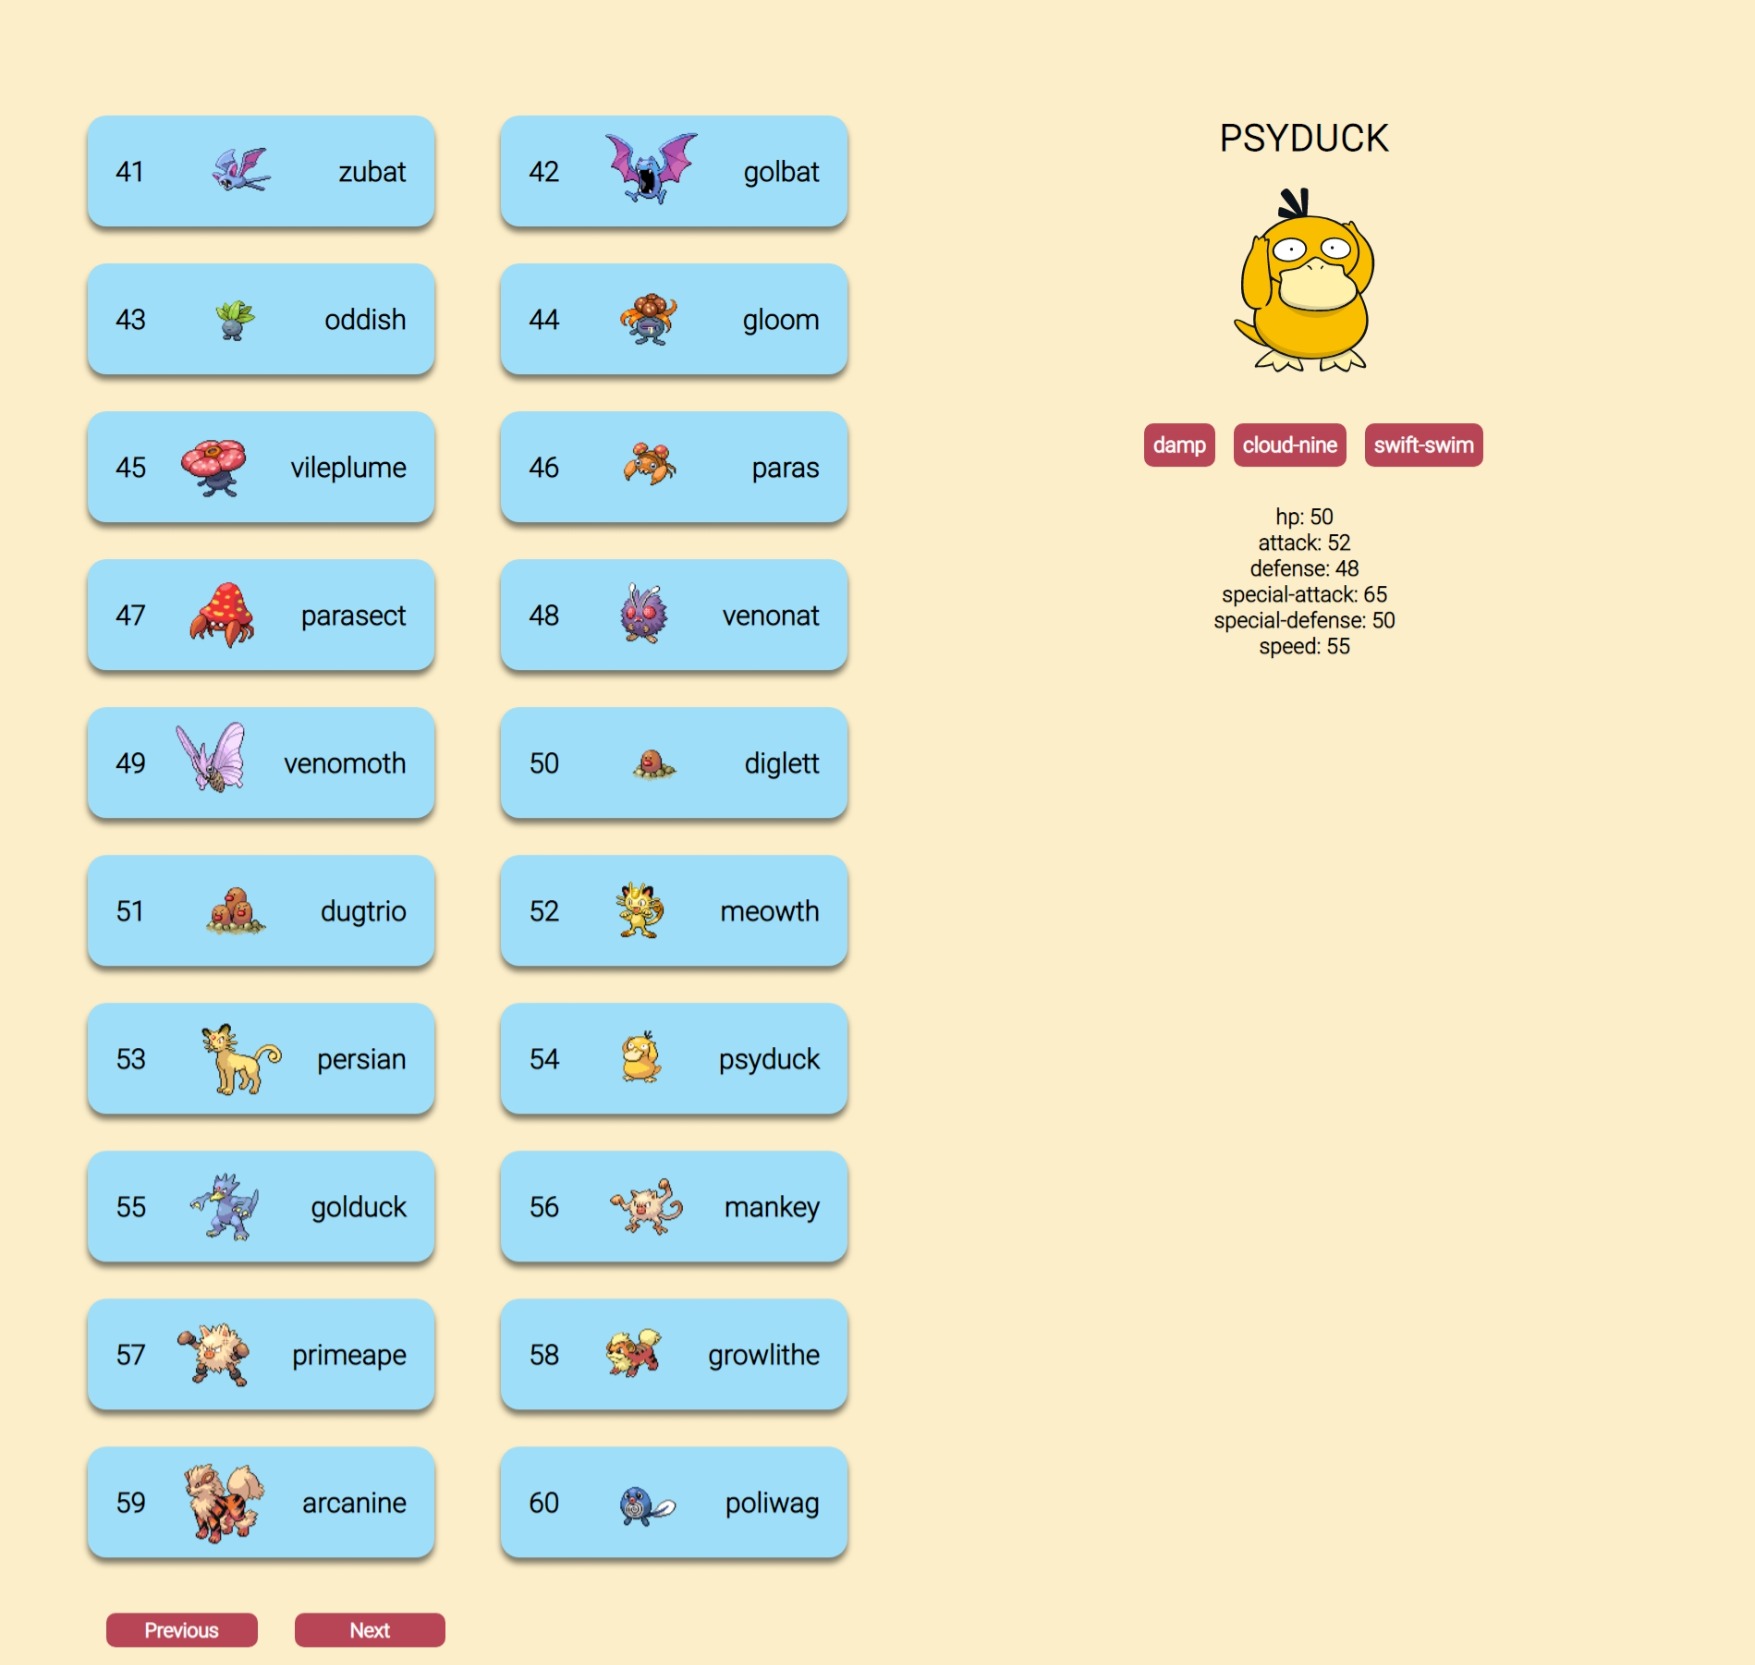 41 zubat
42 golbat
43 oddish
44 gloom
45 vileplume
46 paras
47 parasect
48 venonat
49 venomoth
50 diglett
51 dugtrio
52 meowth
53 persian
54 psyduck
55 golduck
56 mankey
57 primeape
58 growlithe
59 arcanine
60 poliwag
Previous Next
PSYDUCK
damp cloud-nine swift-swim
hp: 50
attack: 52
defense: 48
special-attack: 65
special-defense: 50
speed: 55